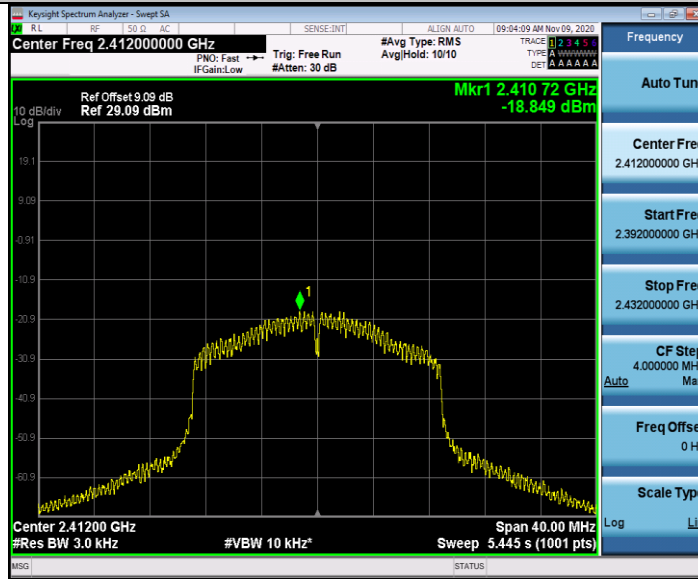 Keysight Spectrum Analyzer - Swept SA
RL RF 50 Ω AC SENSE:INT ALIGN AUTO 09:04:09 AM Nov 09, 2020
Center Freq 2.412000000 GHz
PNO: Fast
IFGain:Low
Trig: Free Run
#Atten: 30 dB
#Avg Type: RMS
Avg|Hold: 10/10
TRACE 1 2 3 4 5 6
TYPE A WWWWW
DET A A A A A A
Ref Offset 9.09 dB
10 dB/div Ref 29.09 dBm
Log
Mkr1 2.410 72 GHz
-18.849 dBm
19.1
9.09
-0.91
-10.9
-20.9
-30.9
-40.9
-50.9
-60.9
1
Center 2.41200 GHz
Span 40.00 MHz
#Res BW 3.0 kHz
#VBW 10 kHz*
Sweep 5.445 s (1001 pts)
MSG
STATUS
Frequency
Auto Tun
Center Fre
2.412000000 GH
Start Fre
2.392000000 GH
Stop Fre
2.432000000 GH
CF Step
4.000000 MH
Auto Ma
Freq Offse
0 H
Scale Type
Log Li